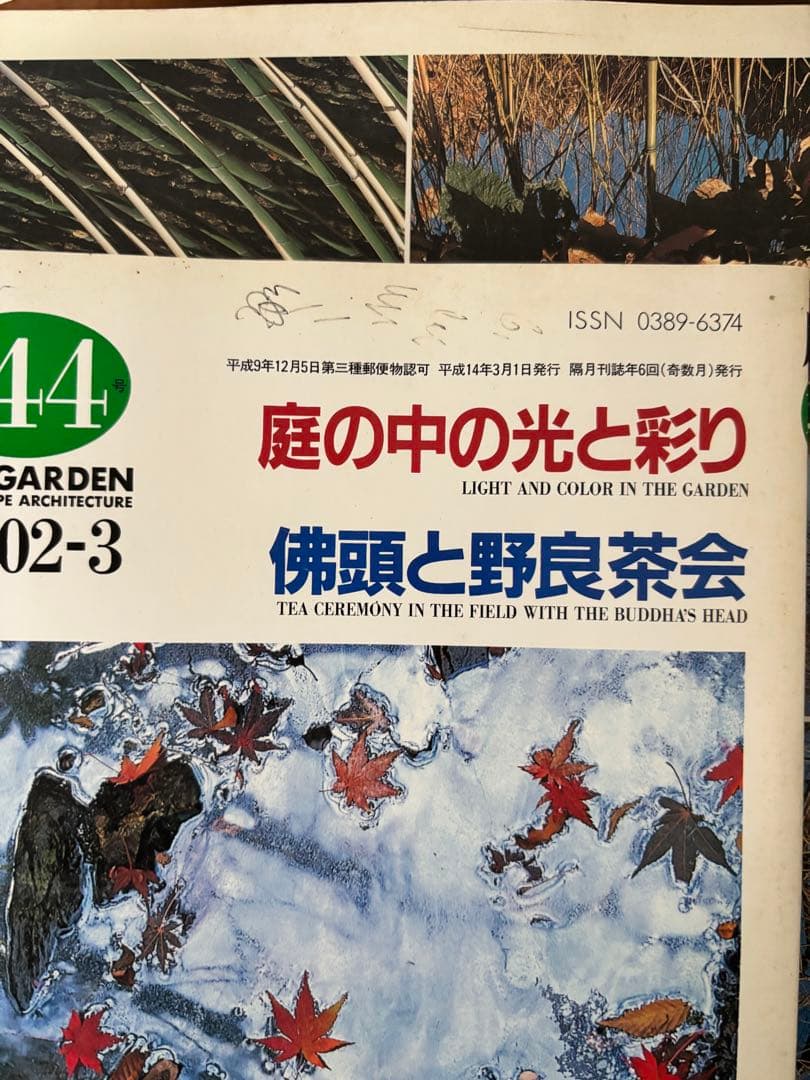 ISSN 0389-6374
平成9年12月5日第三種郵便物認可 平成14年3月1日発行 隔月刊誌年6回(奇数月)発行
44号
庭の中の光と彩り
LIGHT AND COLOR IN THE GARDEN
GARDEN
PE ARCHITECTURE
02-3
佛頭と野良茶会
TEA CEREMONY IN THE FIELD WITH THE BUDDHA'S HEAD